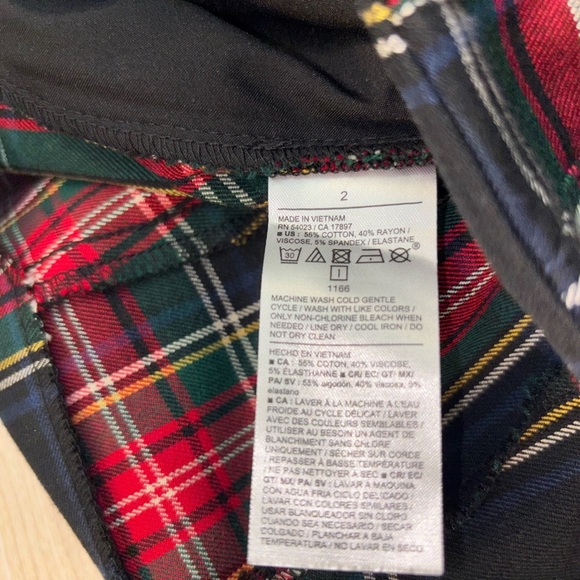 2
MADE IN VIETNAM
RN 54023 / CA 17897
■ US : 55% COTTON, 40% RAYON /
VISCOSE, 5% SPANDEX / ELASTANE
30
®
I
1166
MACHINE WASH COLD GENTLE
CYCLE / WASH WITH LIKE COLORS /
ONLY NON-CHLORINE BLEACH WHEN
NEEDED / LINE DRY / COOL IRON / DO
NOT DRY CLEAN
HECHO EN VIETNAM
■ CA : 55% COTON, 40% VISCOSE,
5% ÉLASTHANNE ■ CR/ EC/ GT/ MX/
PA/ SV : 55% algodón, 40% viscosa, 5%
elastano
■ CA : LAVER À LA MACHINE À L'EAU
FROIDE AU CYCLE DÉLICAT / LAVER
AVEC DES COULEURS SEMBLABLES /
UTILISER AU BESOIN UN AGENT DE
BLANCHIMENT SANS CHLORE
UNIQUEMENT / SÉCHER SUR CORDE
/ REPASSER À BASSE TEMPÉRATURE
/ NE PAS NETTOYER À SEC ■ CR/ EC/
GT/ MX/ PA/ SV : LAVAR A MAQUINA
CON AGUA FRIA CICLO DELICADO /
LAVAR CON COLORES SIMILARES /
USAR BLANQUEADOR SIN CLORO
CUANDO SEA NECESARIO / SECAR
COLGADO / PLANCHAR A BAJA
TEMPERATURA / NO LAVAR EN SECO